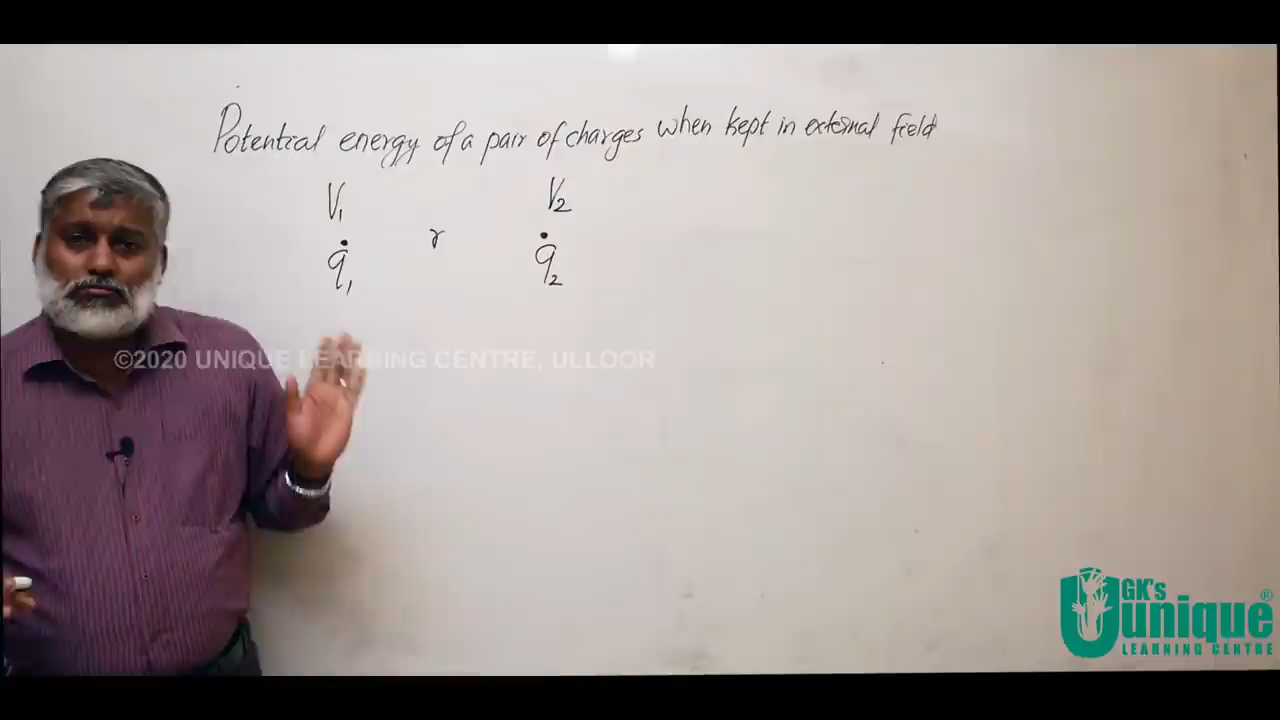 Potential energy of a pair of charges when kept in external field
V₁ V₂
r
q₁ q₂
©2020 UNIQUE LEARNING CENTRE, ULLOOR
GK's
Unique®
LEARNING CENTRE